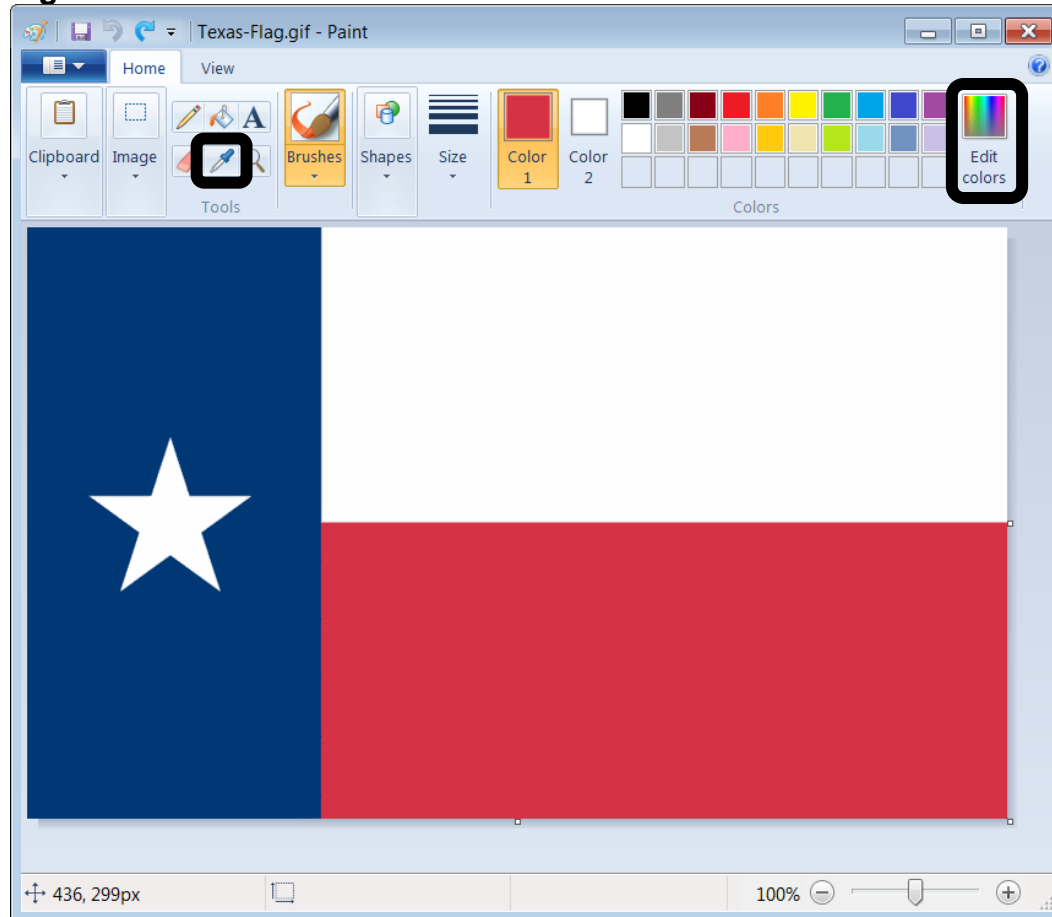 Texas-Flag.gif - Paint
Home View
A
Clipboard Image Brushes Shapes Size Color 1 Color 2 Edit colors
Tools Colors
436, 299px 100%